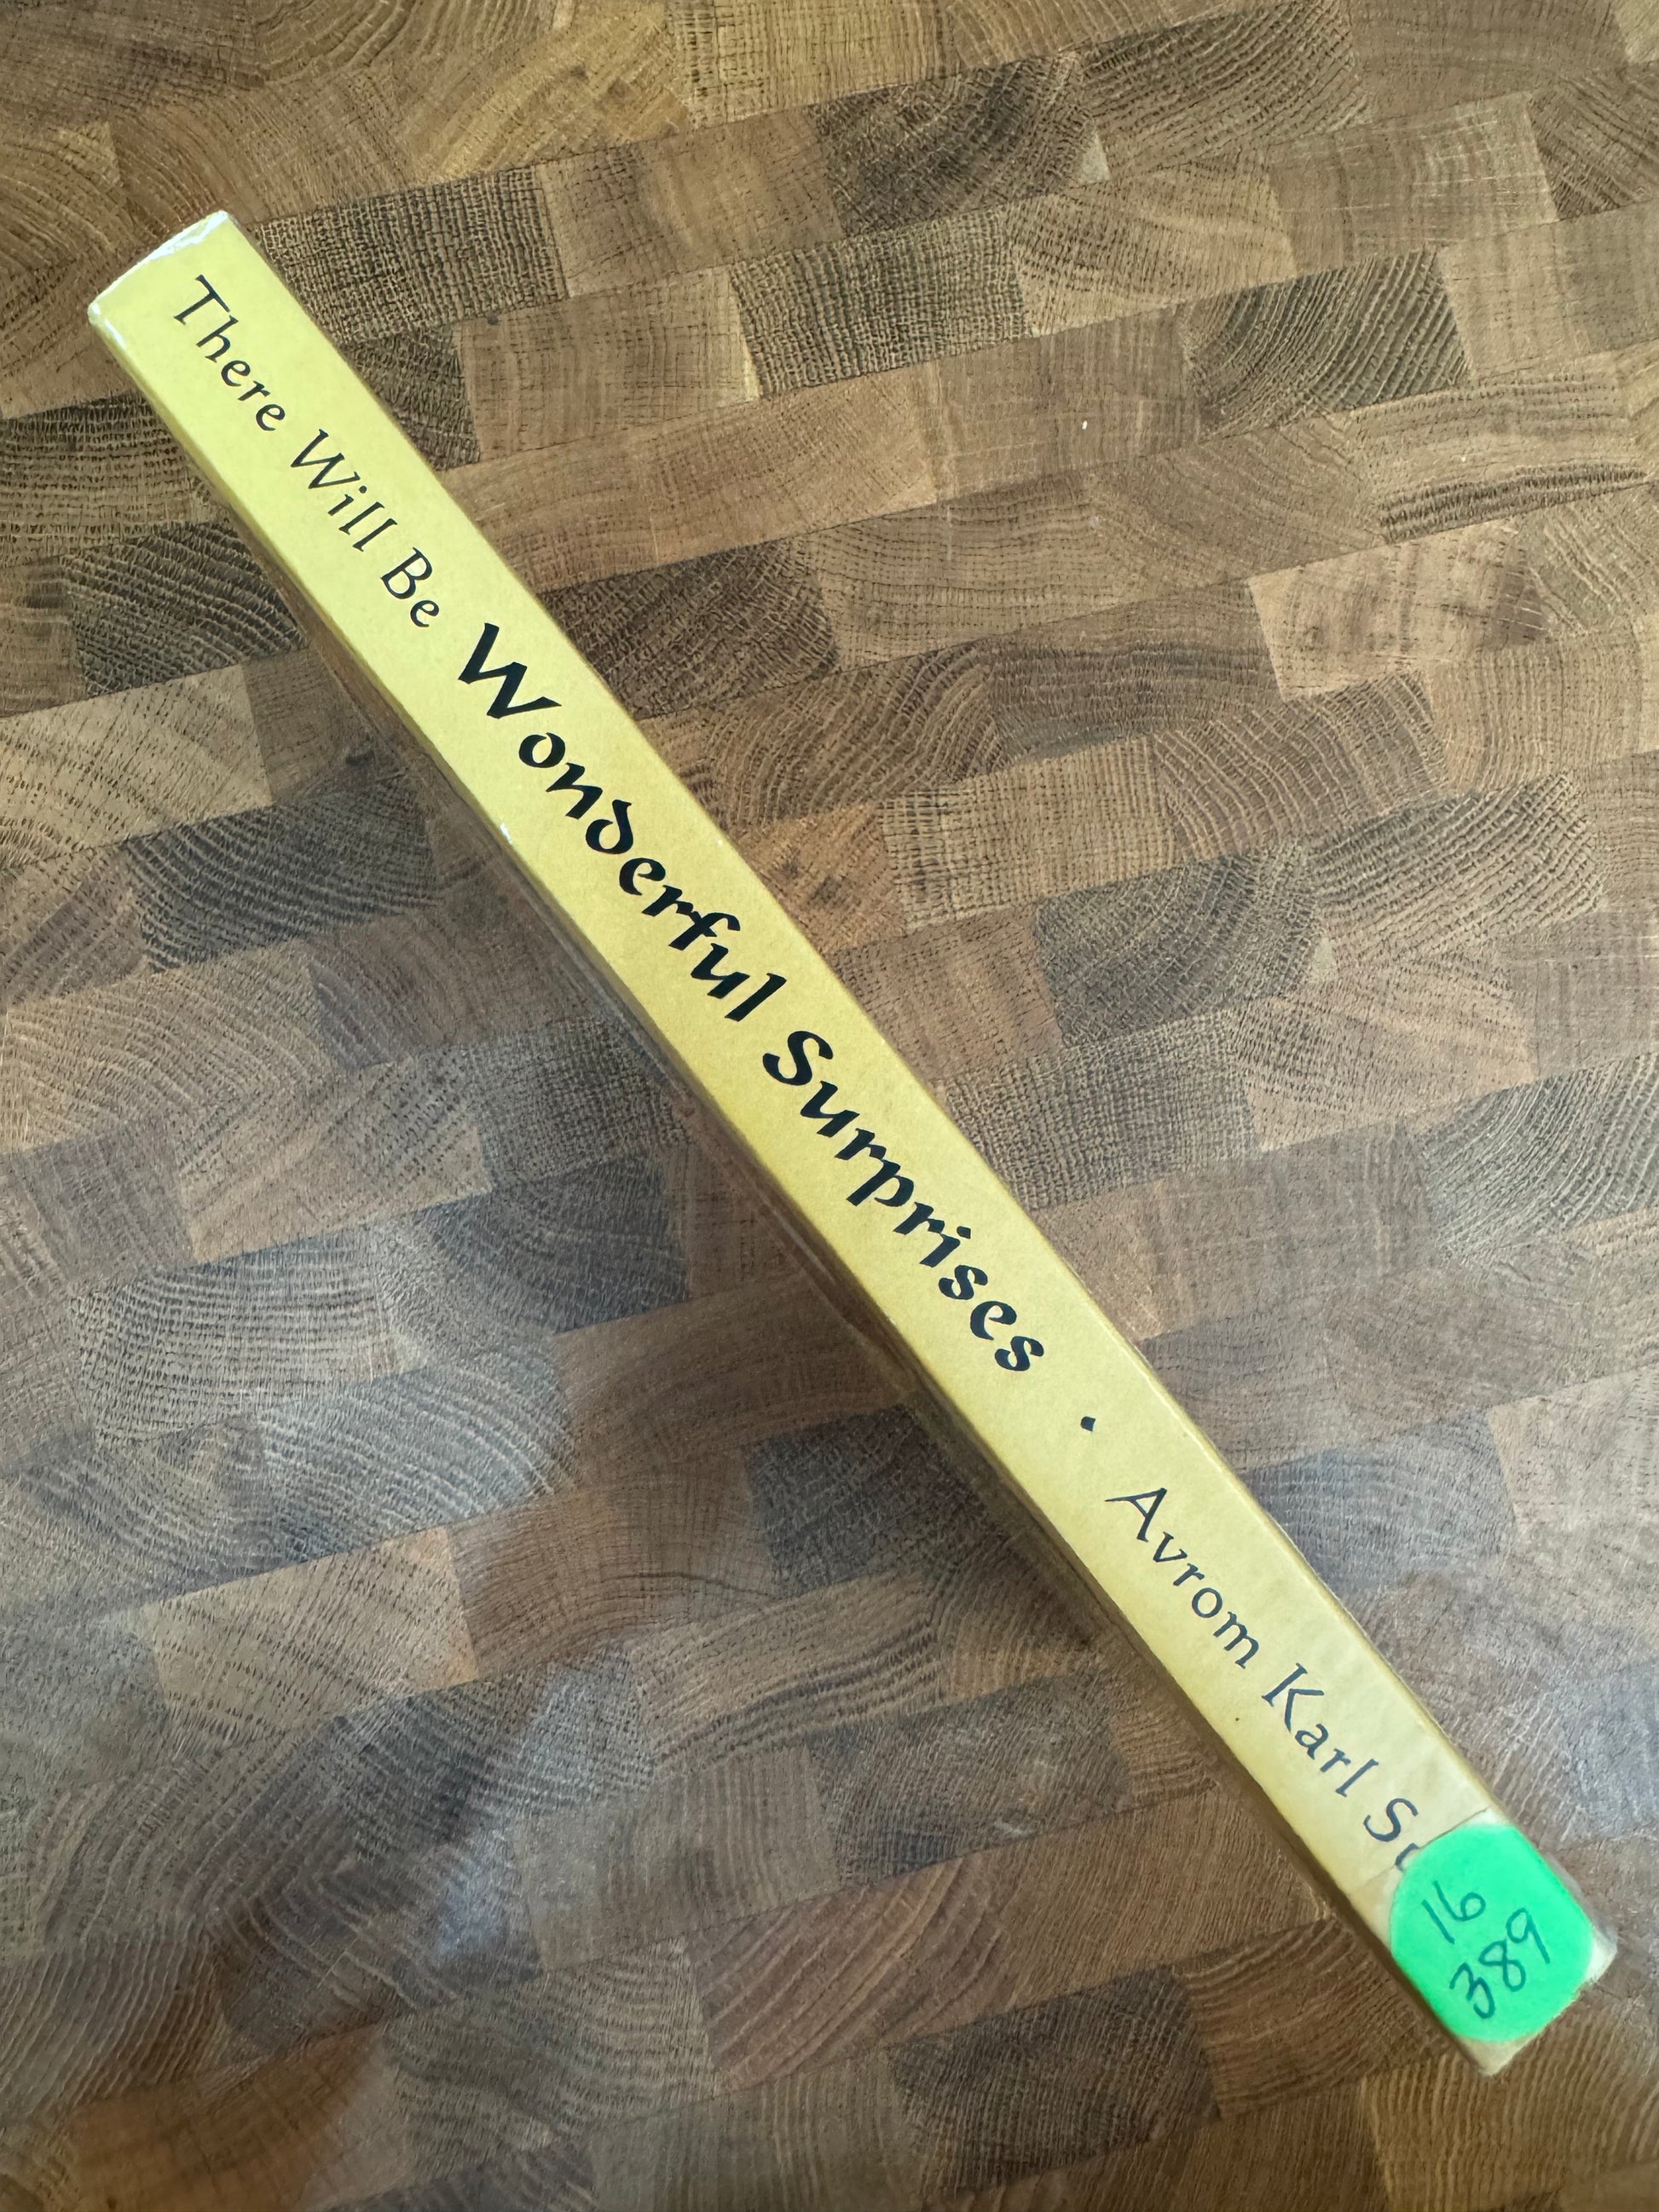 There Will Be Wonderful Surprises • Avrom Karl
16
389